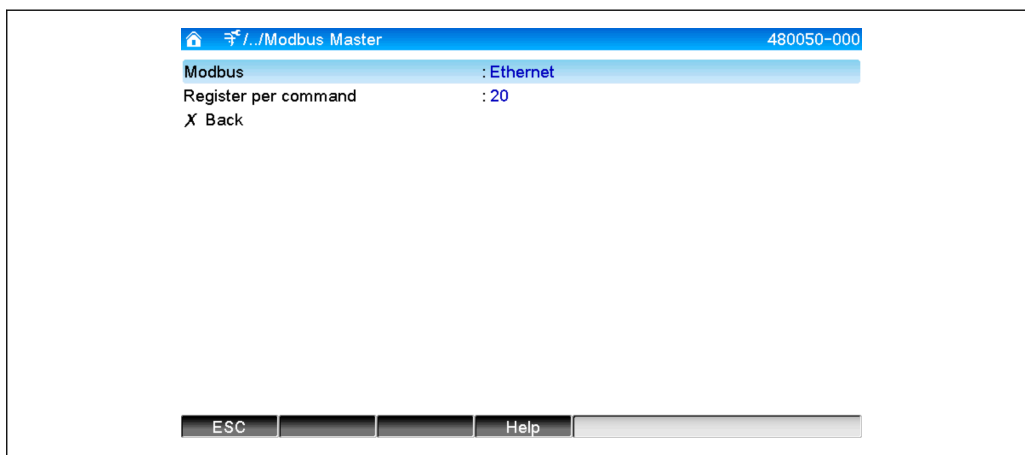 /../Modbus Master 480050-000
Modbus : Ethernet
Register per command : 20
X Back
ESC Help